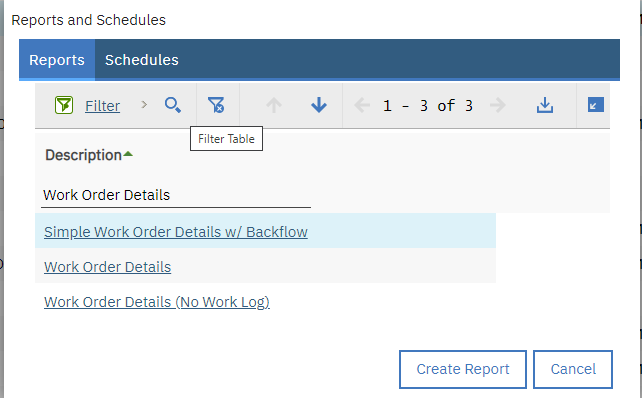 Reports and Schedules
Reports Schedules
Filter 1 - 3 of 3
Filter Table
Description
Work Order Details
Simple Work Order Details w/ Backflow
Work Order Details
Work Order Details (No Work Log)
Create Report Cancel